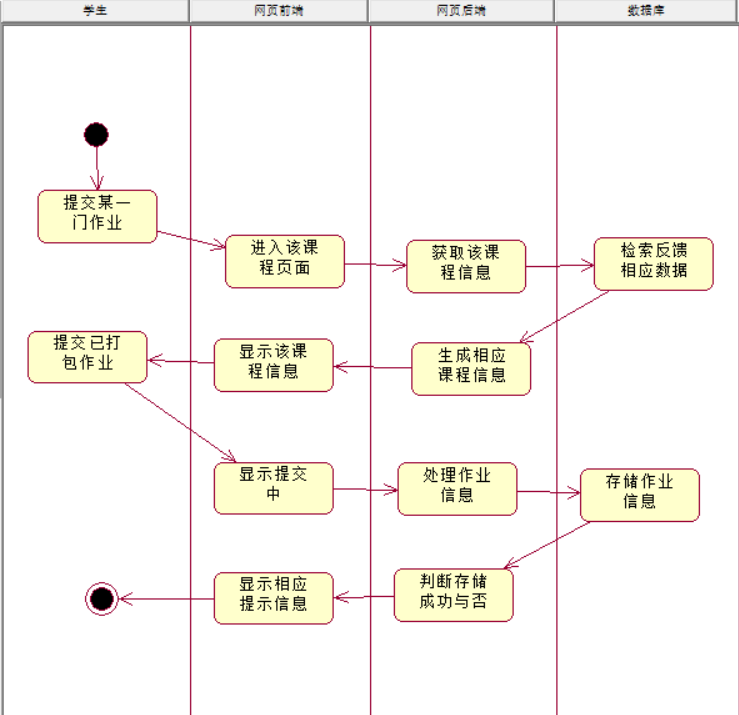 学生
网页前端
网页后端
数据库
提交某一
门作业
进入该课
程页面
获取该课
程信息
检索反馈
相应数据
提交已打
包作业
显示该课
程信息
生成相应
课程信息
显示提交
中
处理作业
信息
存储作业
信息
显示相应
提示信息
判断存储
成功与否